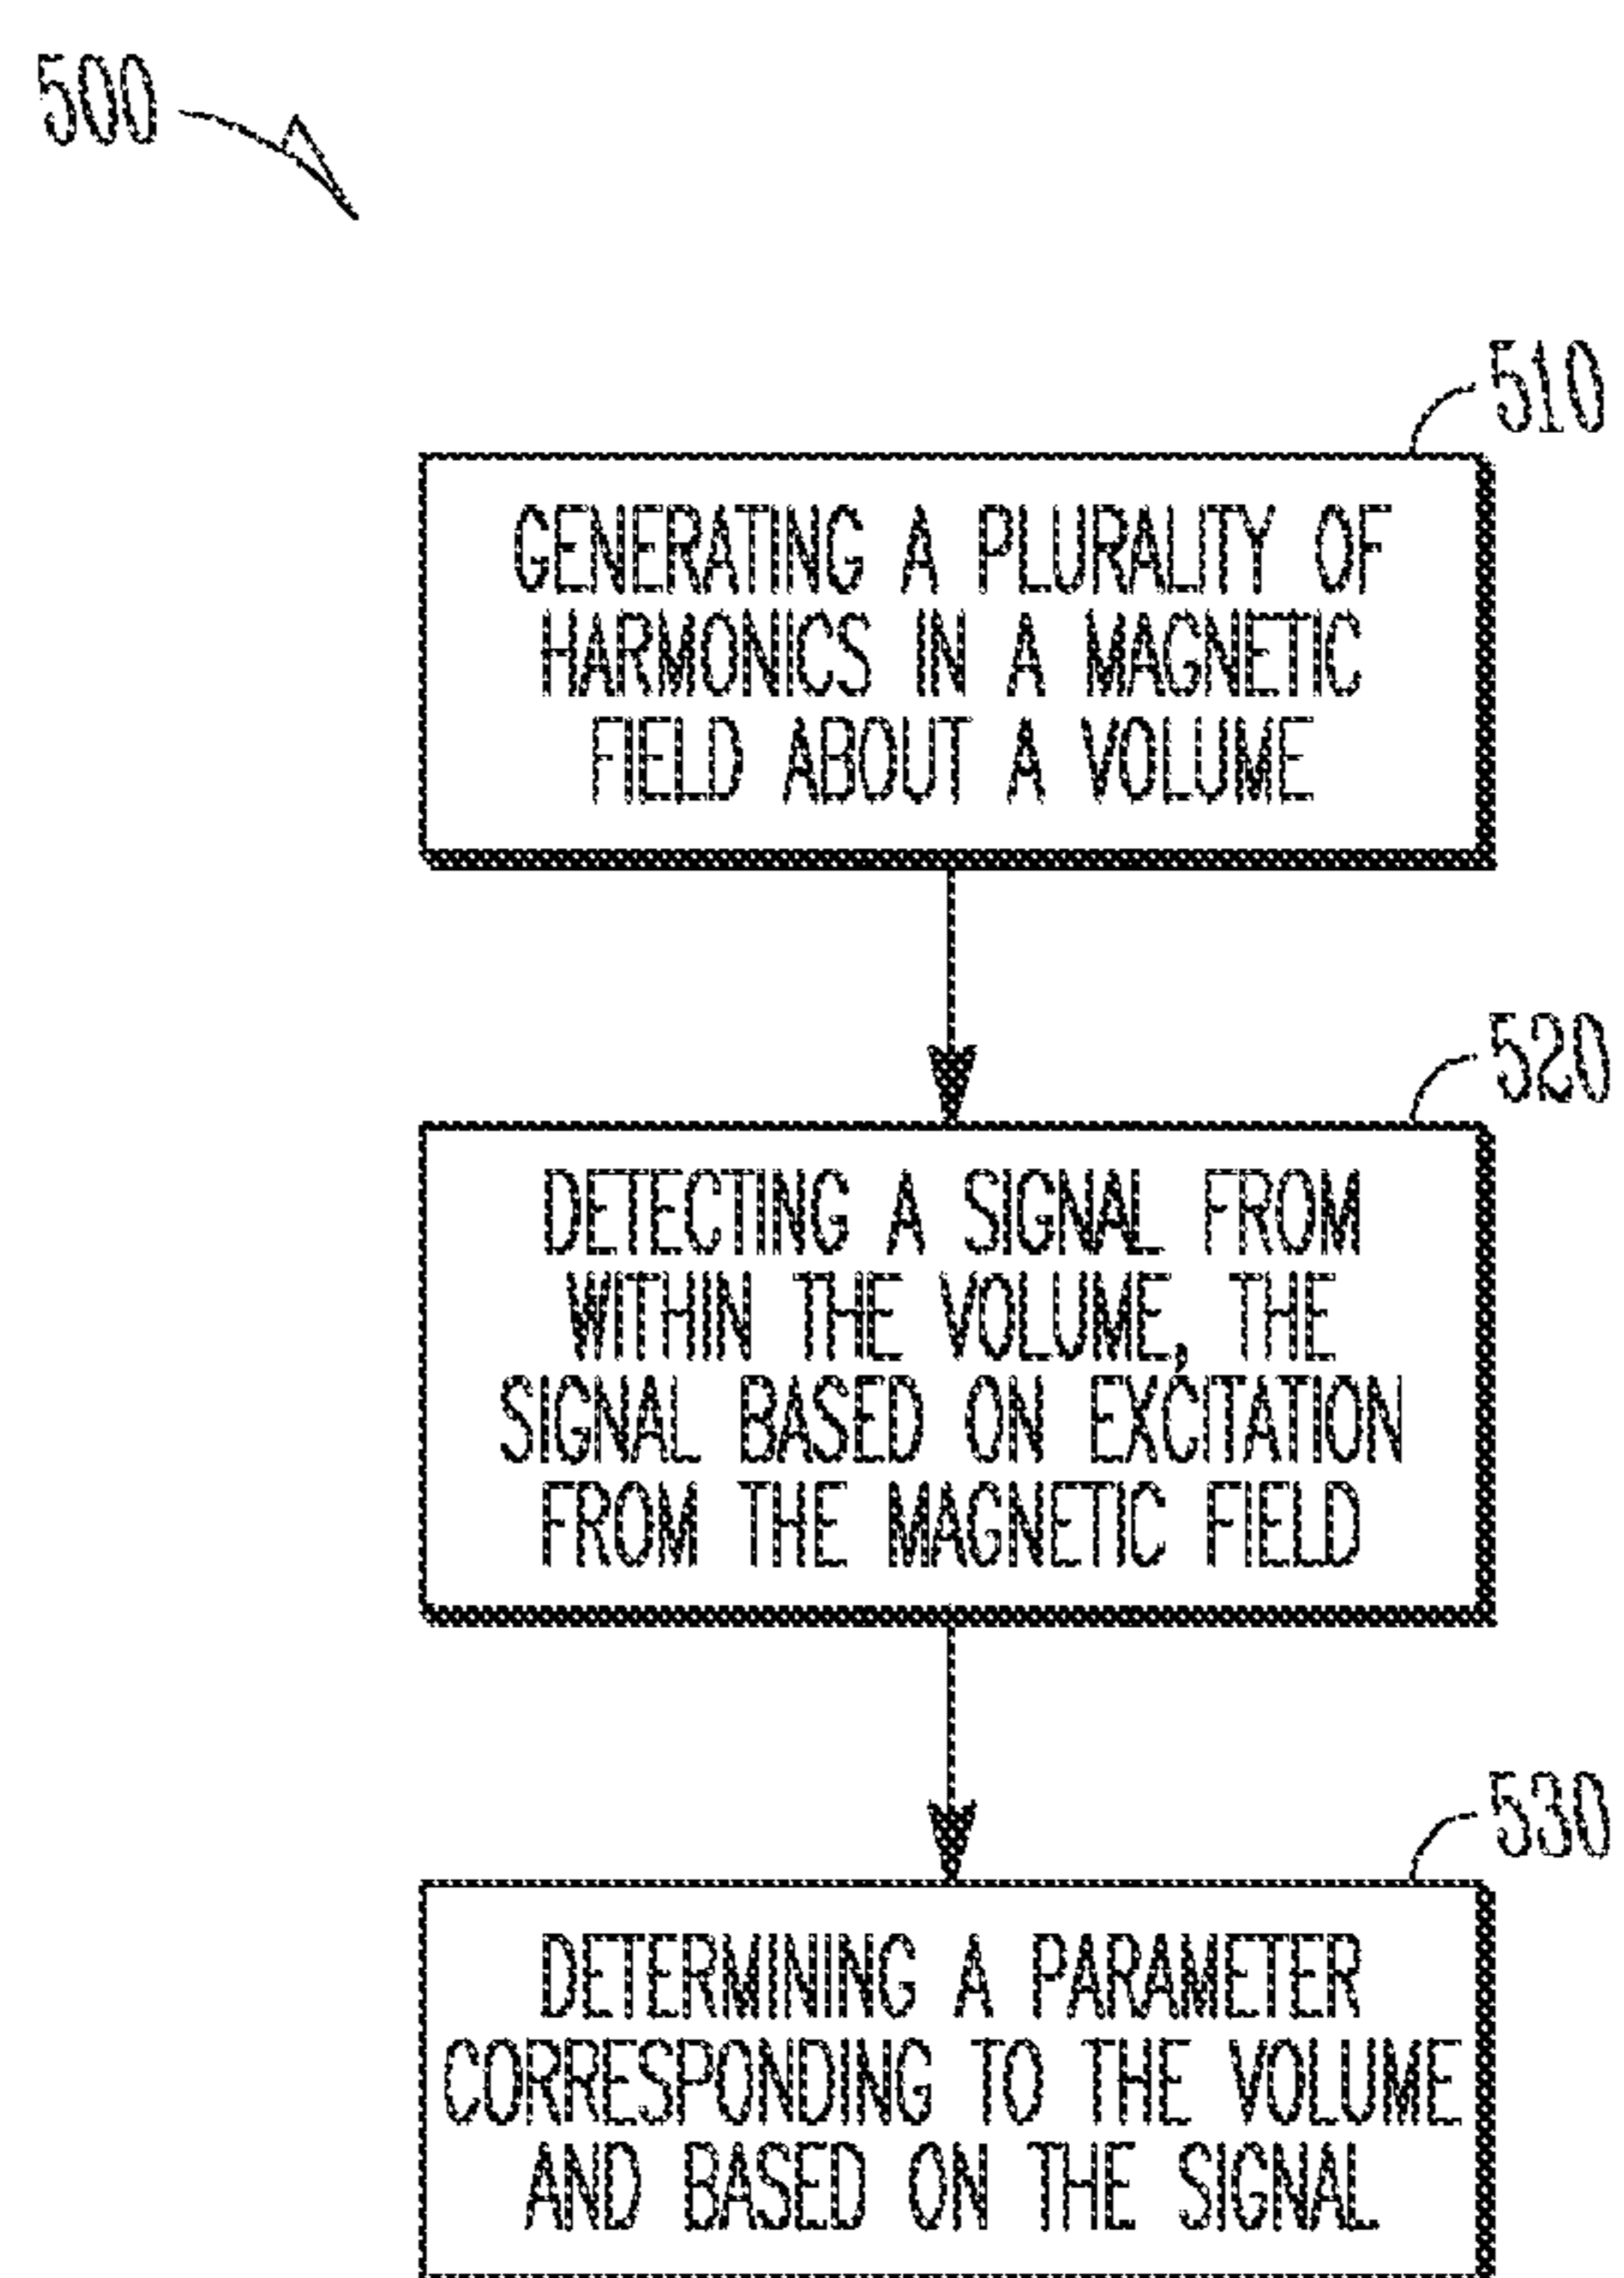 500
510
GENERATING A PLURALITY OF
HARMONICS IN A MAGNETIC
FIELD ABOUT A VOLUME
520
DETECTING A SIGNAL FROM
WITHIN THE VOLUME, THE
SIGNAL BASED ON EXCITATION
FROM THE MAGNETIC FIELD
530
DETERMINING A PARAMETER
CORRESPONDING TO THE VOLUME
AND BASED ON THE SIGNAL